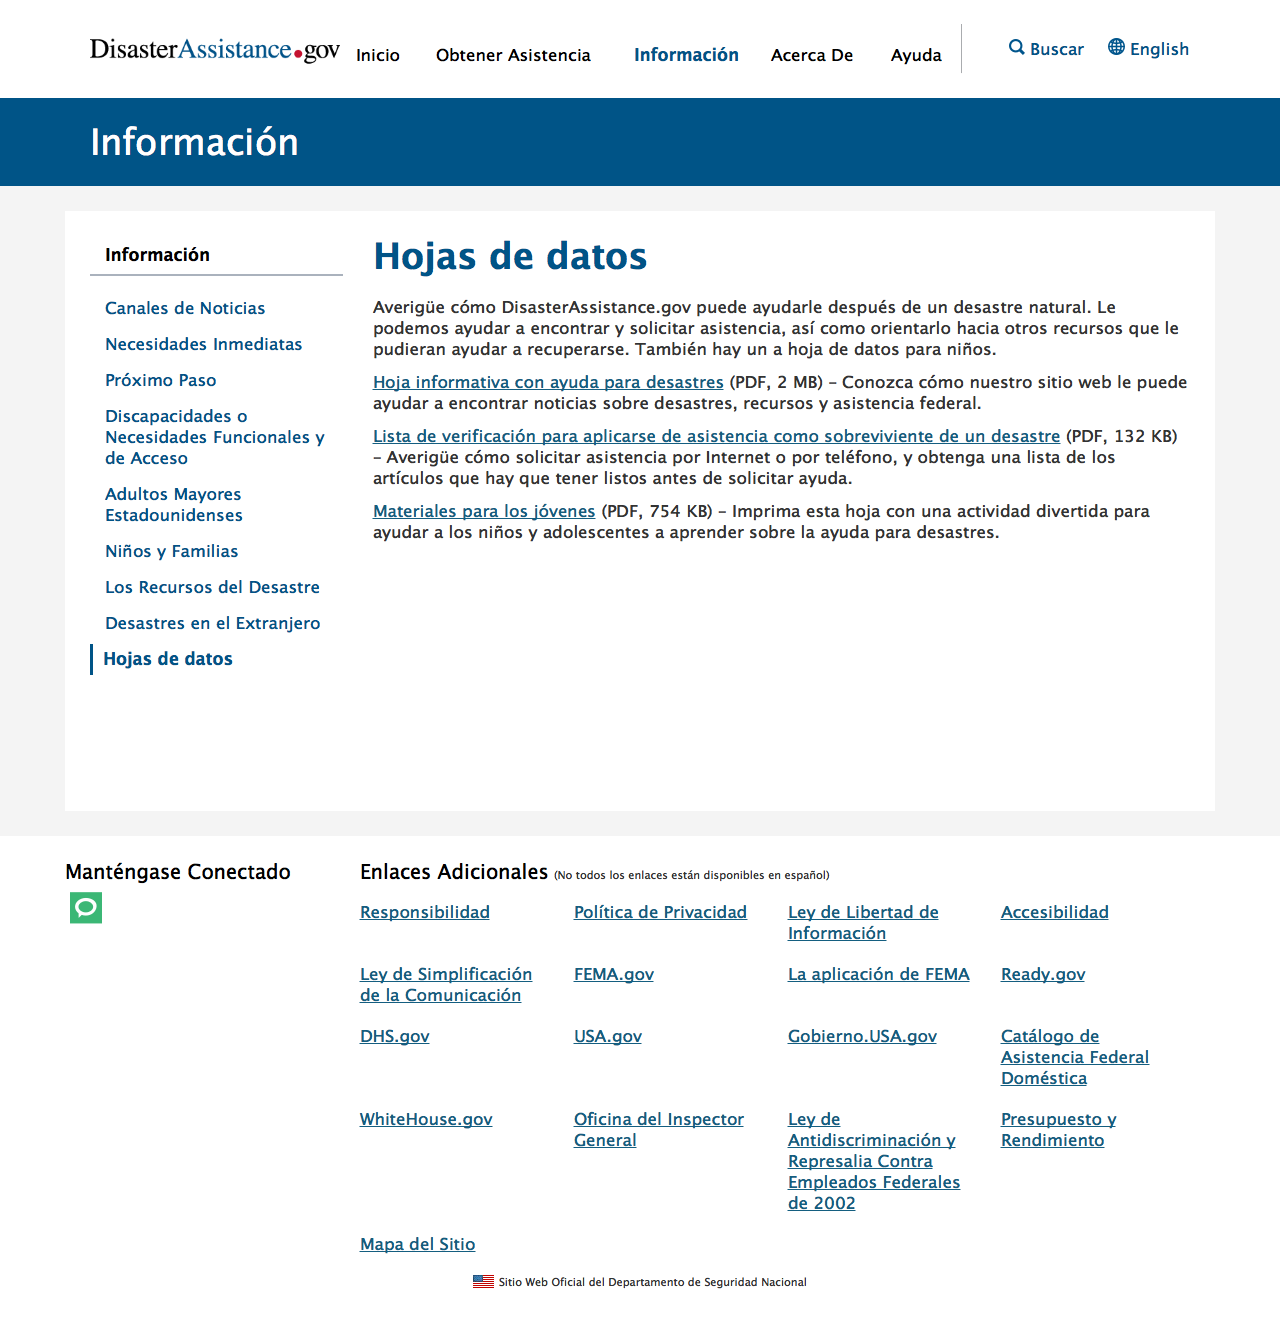 DisasterAssistance.gov
Inicio
Obtener Asistencia
Información
Acerca De
Ayuda
Buscar
English
Información
Información
Canales de Noticias
Necesidades Inmediatas
Próximo Paso
Discapacidades o
Necesidades Funcionales y
de Acceso
Adultos Mayores
Estadounidenses
Niños y Familias
Los Recursos del Desastre
Desastres en el Extranjero
Hojas de datos
Hojas de datos
Averigüe cómo DisasterAssistance.gov puede ayudarle después de un desastre natural. Le
podemos ayudar a encontrar y solicitar asistencia, así como orientarlo hacia otros recursos que le
pudieran ayudar a recuperarse. También hay un a hoja de datos para niños.
Hoja informativa con ayuda para desastres (PDF, 2 MB) – Conozca cómo nuestro sitio web le puede
ayudar a encontrar noticias sobre desastres, recursos y asistencia federal.
Lista de verificación para aplicarse de asistencia como sobreviviente de un desastre (PDF, 132 KB)
– Averigüe cómo solicitar asistencia por Internet o por teléfono, y obtenga una lista de los
artículos que hay que tener listos antes de solicitar ayuda.
Materiales para los jóvenes (PDF, 754 KB) – Imprima esta hoja con una actividad divertida para
ayudar a los niños y adolescentes a aprender sobre la ayuda para desastres.
Manténgase Conectado
Enlaces Adicionales (No todos los enlaces están disponibles en español)
Responsibilidad
Política de Privacidad
Ley de Libertad de
Información
Accesibilidad
Ley de Simplificación
de la Comunicación
FEMA.gov
La aplicación de FEMA
Ready.gov
DHS.gov
USA.gov
Gobierno.USA.gov
Catálogo de
Asistencia Federal
Doméstica
WhiteHouse.gov
Oficina del Inspector
General
Ley de
Antidiscriminación y
Represalia Contra
Empleados Federales
de 2002
Presupuesto y
Rendimiento
Mapa del Sitio
Sitio Web Oficial del Departamento de Seguridad Nacional